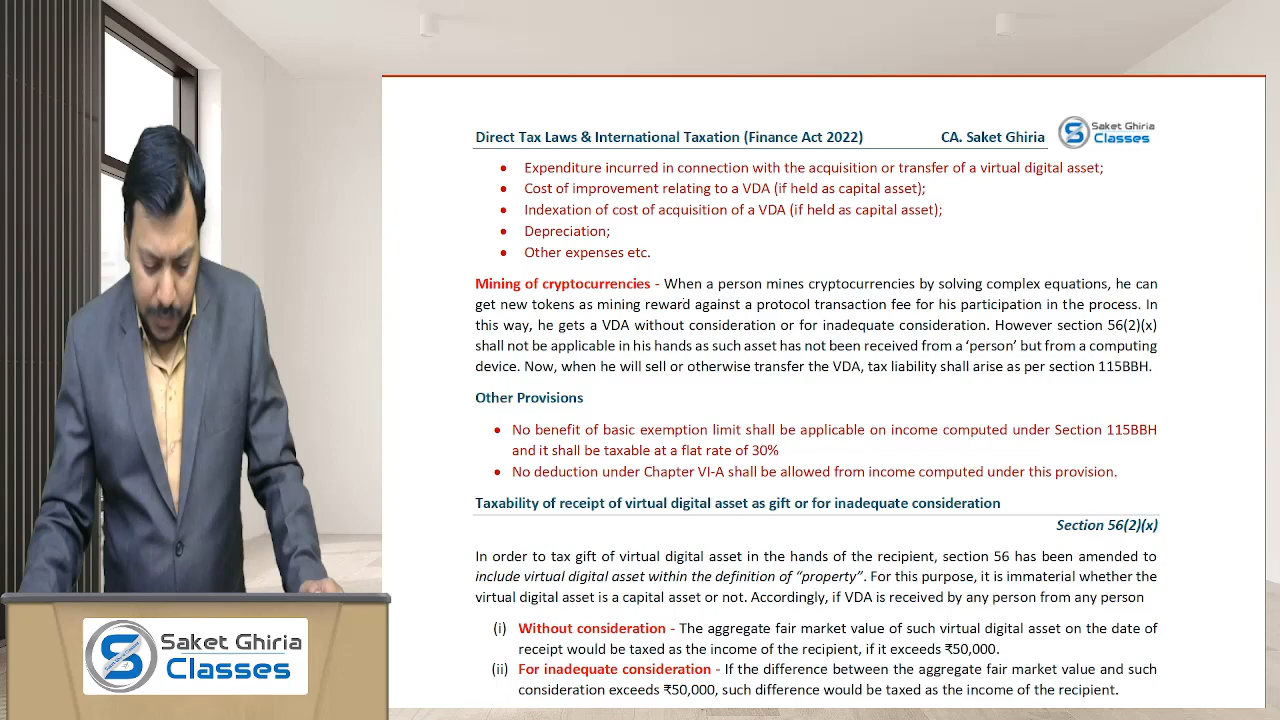 Direct Tax Laws & International Taxation (Finance Act 2022) CA. Saket Ghiria
Saket Ghiria
Classes
• Expenditure incurred in connection with the acquisition or transfer of a virtual digital asset;
• Cost of improvement relating to a VDA (if held as capital asset);
• Indexation of cost of acquisition of a VDA (if held as capital asset);
• Depreciation;
• Other expenses etc.
Mining of cryptocurrencies - When a person mines cryptocurrencies by solving complex equations, he can
get new tokens as mining reward against a protocol transaction fee for his participation in the process. In
this way, he gets a VDA without consideration or for inadequate consideration. However section 56(2)(x)
shall not be applicable in his hands as such asset has not been received from a ‘person’ but from a computing
device. Now, when he will sell or otherwise transfer the VDA, tax liability shall arise as per section 115BBH.
Other Provisions
• No benefit of basic exemption limit shall be applicable on income computed under Section 115BBH
and it shall be taxable at a flat rate of 30%
• No deduction under Chapter VI-A shall be allowed from income computed under this provision.
Taxability of receipt of virtual digital asset as gift or for inadequate consideration
Section 56(2)(x)
In order to tax gift of virtual digital asset in the hands of the recipient, section 56 has been amended to
include virtual digital asset within the definition of “property”. For this purpose, it is immaterial whether the
virtual digital asset is a capital asset or not. Accordingly, if VDA is received by any person from any person
(i) Without consideration - The aggregate fair market value of such virtual digital asset on the date of
receipt would be taxed as the income of the recipient, if it exceeds ₹50,000.
(ii) For inadequate consideration - If the difference between the aggregate fair market value and such
consideration exceeds ₹50,000, such difference would be taxed as the income of the recipient.
Saket Ghiria
Classes